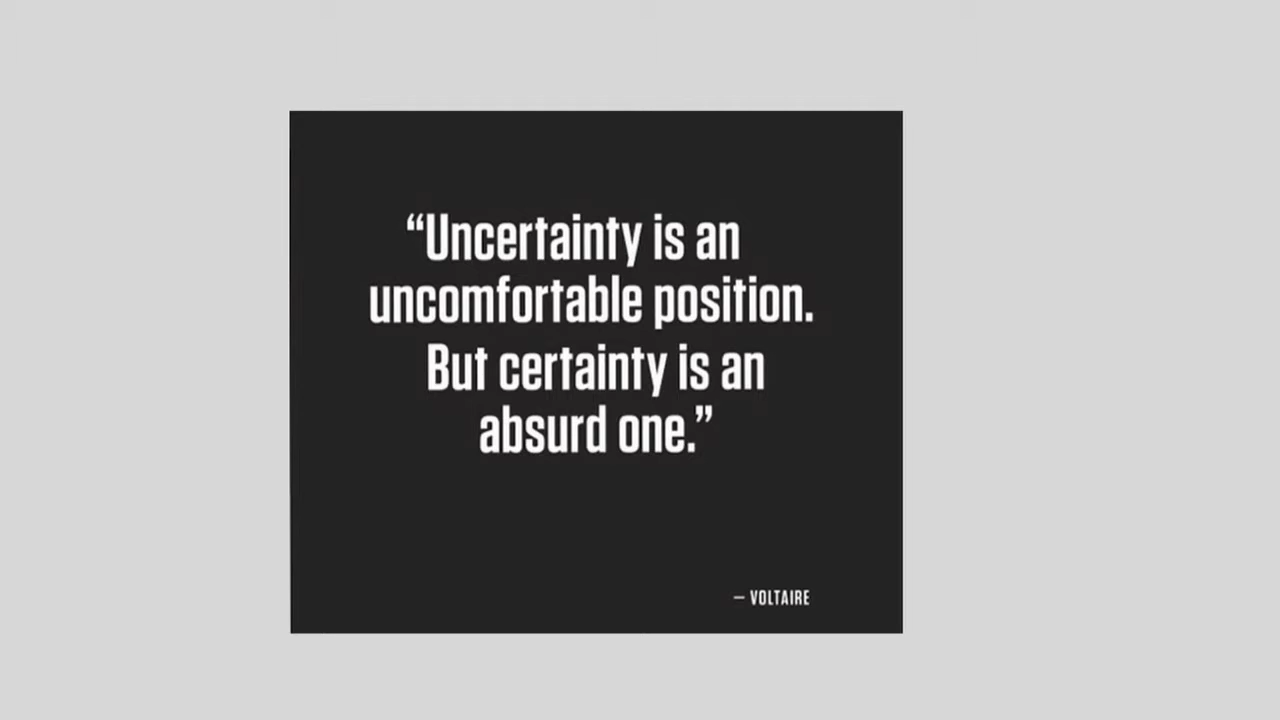 “Uncertainty is an
uncomfortable position.
But certainty is an
absurd one.”
– VOLTAIRE